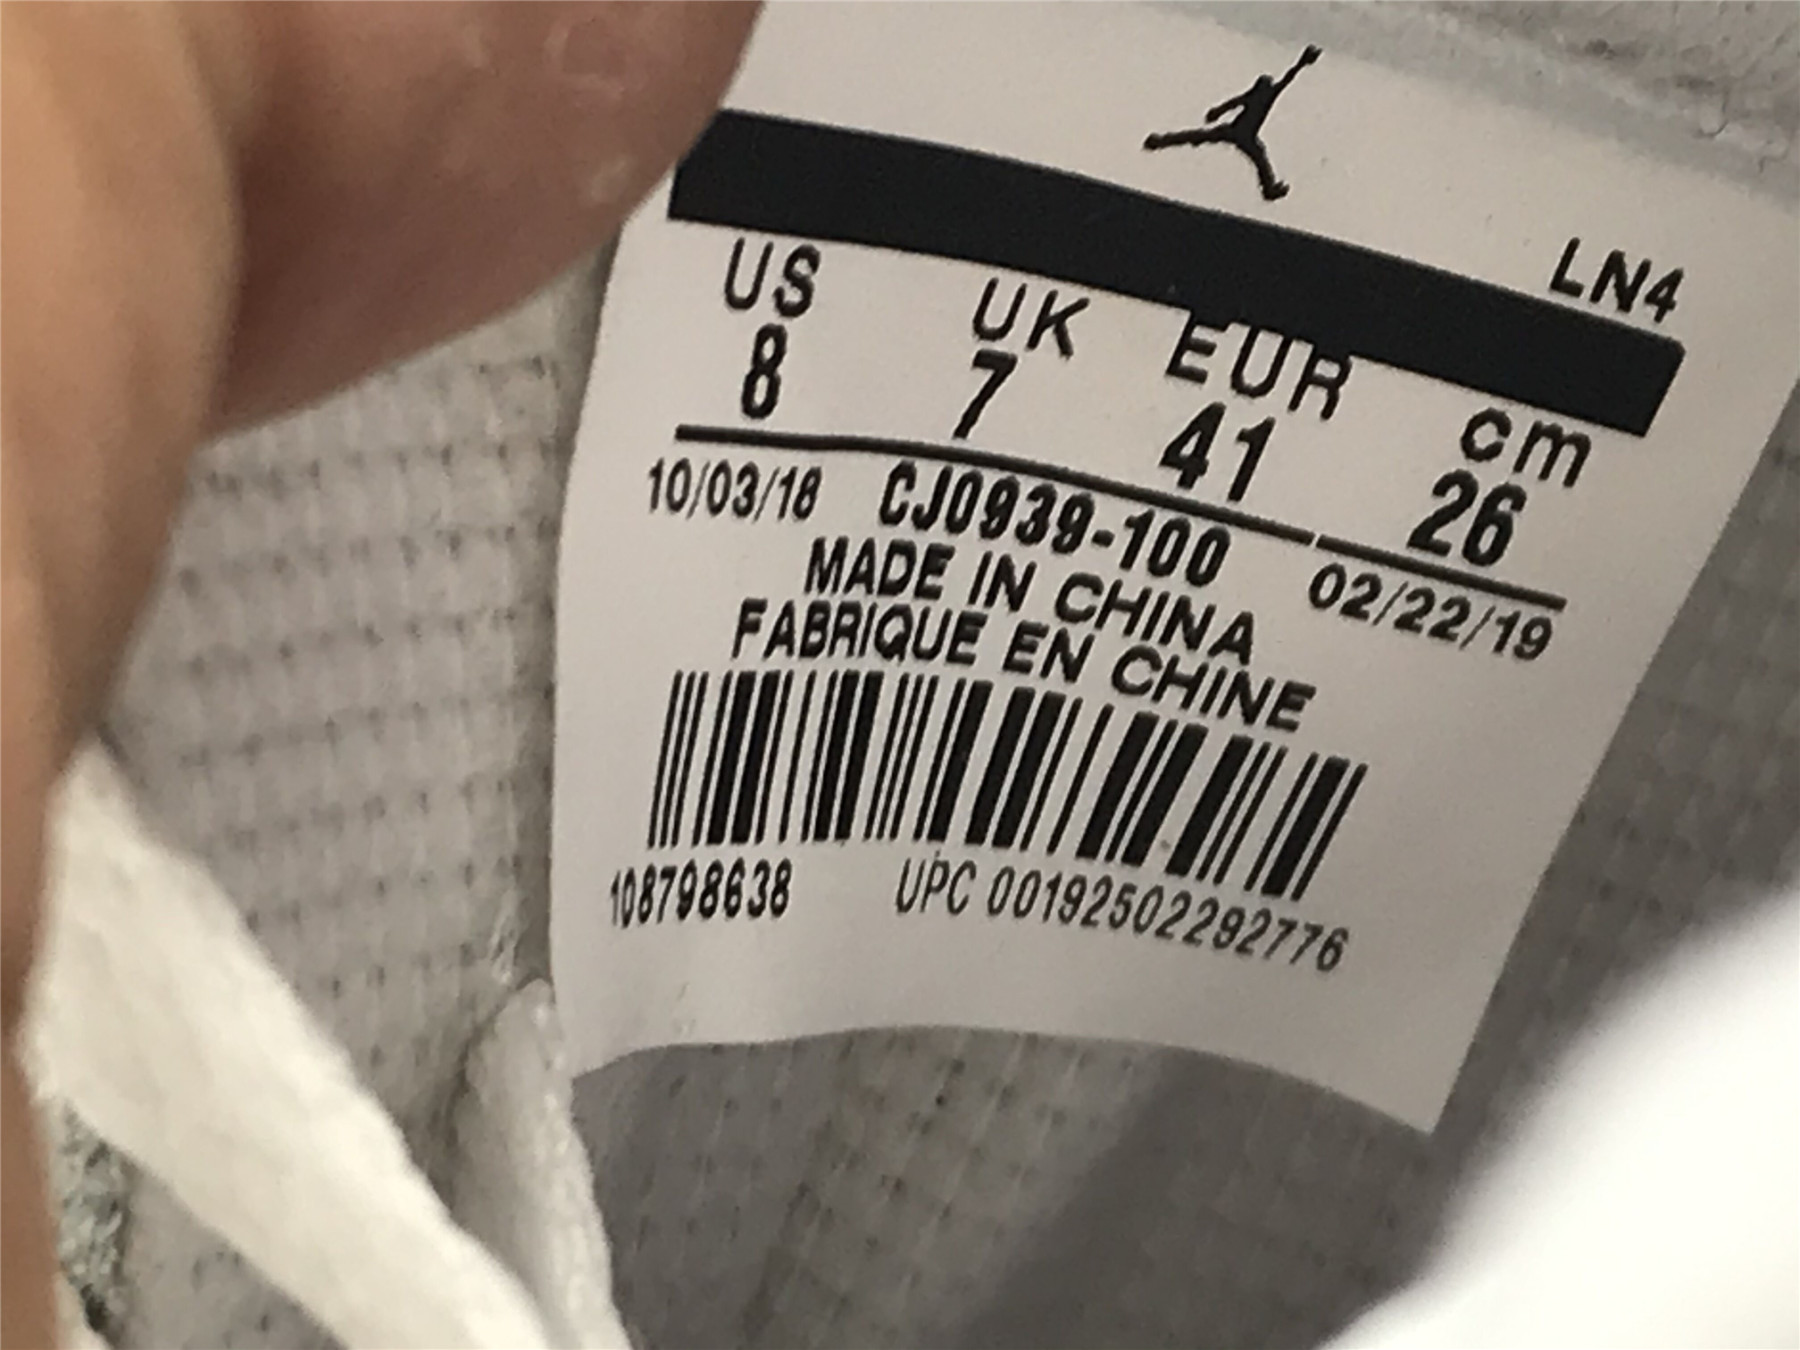 LN4
US UK EUR cm
8 7 41 26
10/03/18 CJ0939-100 02/22/19
MADE IN CHINA
FABRIQUE EN CHINE
108798638 UPC 00192502292776